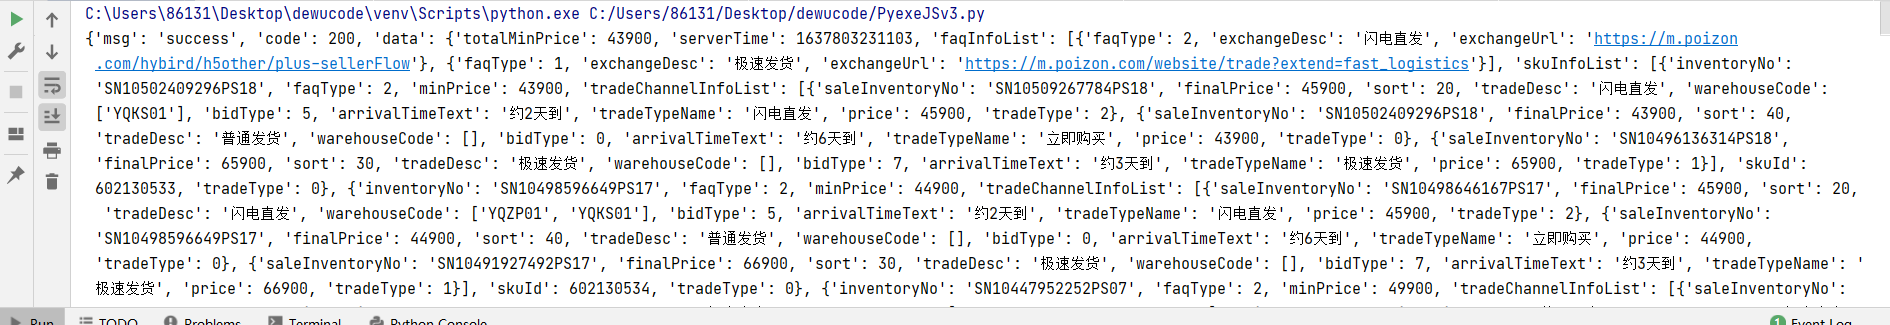 C:\Users\86131\Desktop\dewucode\venv\Scripts\python.exe C:/Users/86131/Desktop/dewucode/PyexeJSv3.py
{'msg': 'success', 'code': 200, 'data': {'totalMinPrice': 43900, 'serverTime': 1637803231103, 'faqInfoList': [{'faqType': 2, 'exchangeDesc': '闪电直发', 'exchangeUrl': 'https://m.poizon
.com/hybird/h5other/plus-sellerFlow'}, {'faqType': 1, 'exchangeDesc': '极速发货', 'exchangeUrl': 'https://m.poizon.com/website/trade?extend=fast_logistics'}], 'skuInfoList': [{'inventoryNo':
'SN10502409296PS18', 'faqType': 2, 'minPrice': 43900, 'tradeChannelInfoList': [{'saleInventoryNo': 'SN10509267784PS18', 'finalPrice': 45900, 'sort': 20, 'tradeDesc': '闪电直发', 'warehouseCode':
['YQKS01'], 'bidType': 5, 'arrivalTimeText': '约2天到', 'tradeTypeName': '闪电直发', 'price': 45900, 'tradeType': 2}, {'saleInventoryNo': 'SN10502409296PS18', 'finalPrice': 43900, 'sort': 40,
'tradeDesc': '普通发货', 'warehouseCode': [], 'bidType': 0, 'arrivalTimeText': '约6天到', 'tradeTypeName': '立即购买', 'price': 43900, 'tradeType': 0}, {'saleInventoryNo': 'SN10496136314PS18',
'finalPrice': 65900, 'sort': 30, 'tradeDesc': '极速发货', 'warehouseCode': [], 'bidType': 7, 'arrivalTimeText': '约3天到', 'tradeTypeName': '极速发货', 'price': 65900, 'tradeType': 1}], 'skuId':
602130533, 'tradeType': 0}, {'inventoryNo': 'SN10498596649PS17', 'faqType': 2, 'minPrice': 44900, 'tradeChannelInfoList': [{'saleInventoryNo': 'SN10498646167PS17', 'finalPrice': 45900, 'sort': 20,
'tradeDesc': '闪电直发', 'warehouseCode': ['YQZP01', 'YQKS01'], 'bidType': 5, 'arrivalTimeText': '约2天到', 'tradeTypeName': '闪电直发', 'price': 45900, 'tradeType': 2}, {'saleInventoryNo':
'SN10498596649PS17', 'finalPrice': 44900, 'sort': 40, 'tradeDesc': '普通发货', 'warehouseCode': [], 'bidType': 0, 'arrivalTimeText': '约6天到', 'tradeTypeName': '立即购买', 'price': 44900,
'tradeType': 0}, {'saleInventoryNo': 'SN10491927492PS17', 'finalPrice': 66900, 'sort': 30, 'tradeDesc': '极速发货', 'warehouseCode': [], 'bidType': 7, 'arrivalTimeText': '约3天到', 'tradeTypeName': '
极速发货', 'price': 66900, 'tradeType': 1}], 'skuId': 602130534, 'tradeType': 0}, {'inventoryNo': 'SN10447952252PS07', 'faqType': 2, 'minPrice': 49900, 'tradeChannelInfoList': [{'saleInventoryNo':
Run TODO Problems Terminal Python Console Event Log